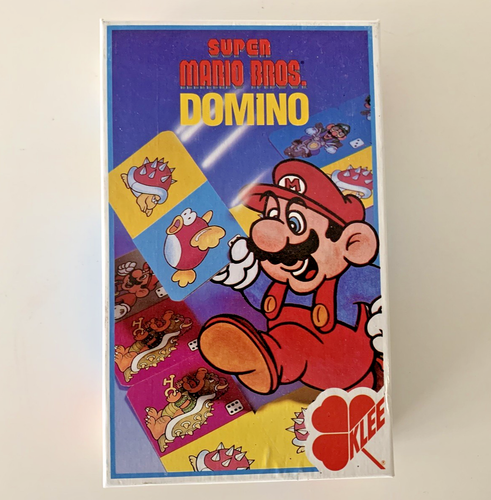 SUPER
MARIO BROS.
DOMINO
M
KLEE